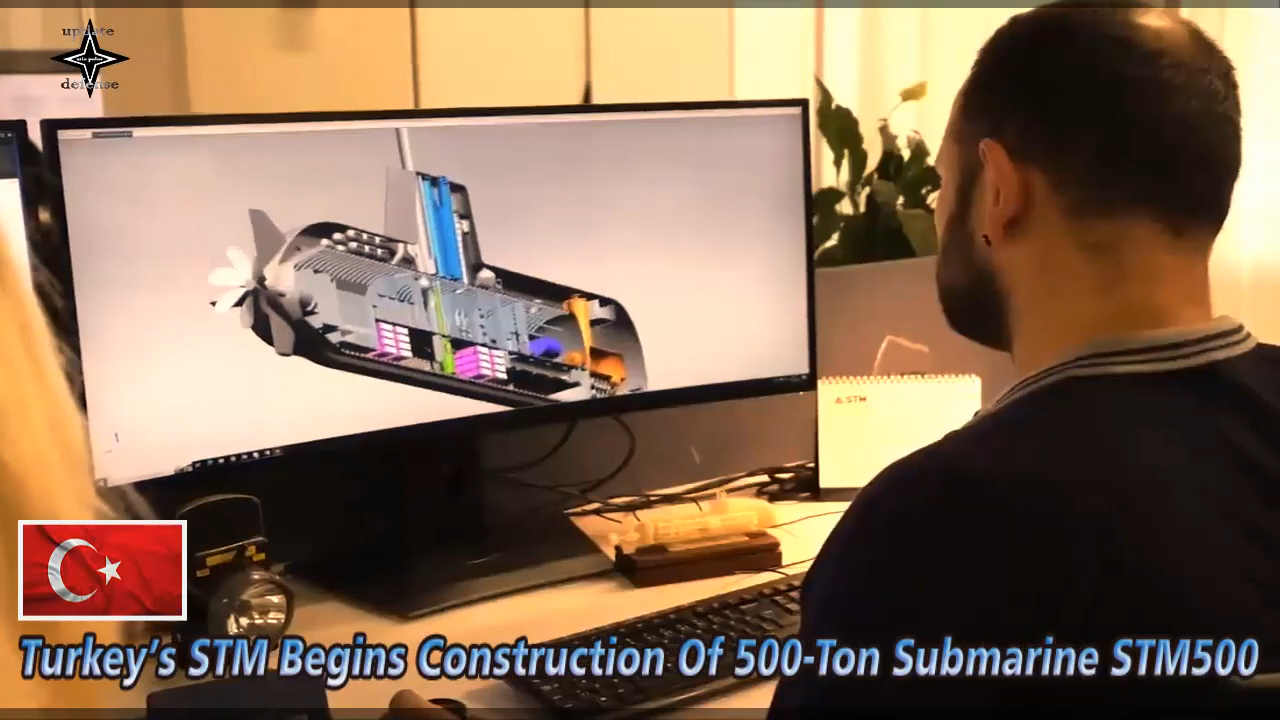 update
defense
STM
Turkey's STM Begins Construction Of 500-Ton Submarine STM500